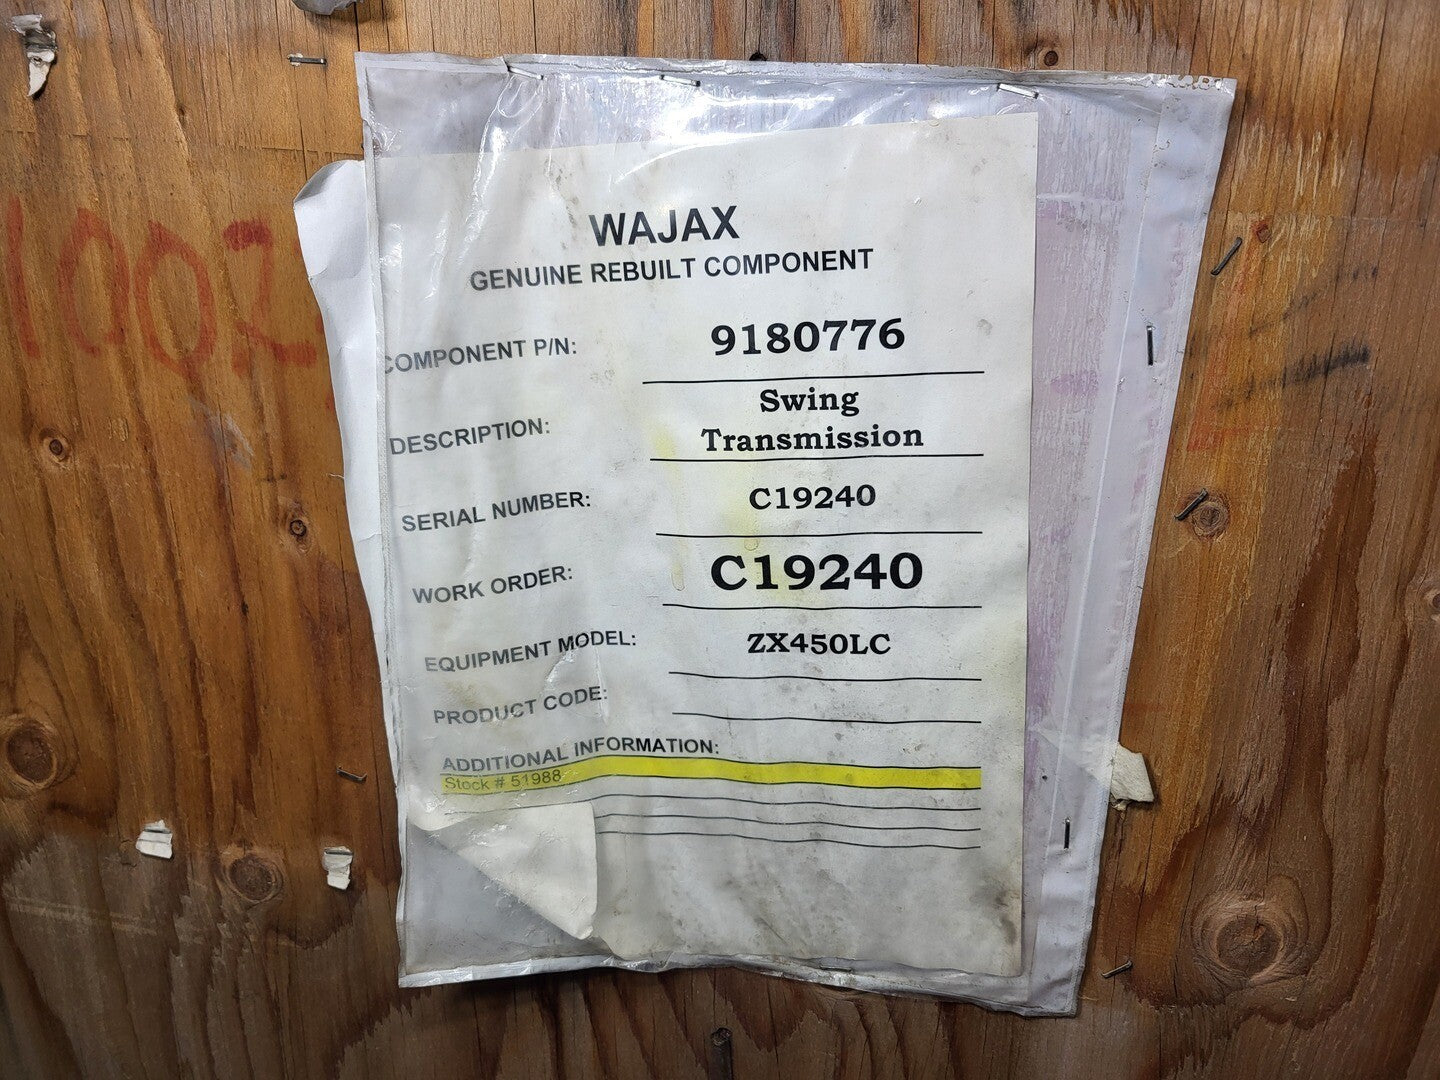 WAJAX
GENUINE REBUILT COMPONENT
COMPONENT P/N: 9180776
DESCRIPTION: Swing
Transmission
SERIAL NUMBER: C19240
WORK ORDER: C19240
EQUIPMENT MODEL: ZX450LC
PRODUCT CODE:
ADDITIONAL INFORMATION:
Stock # 51988
1002